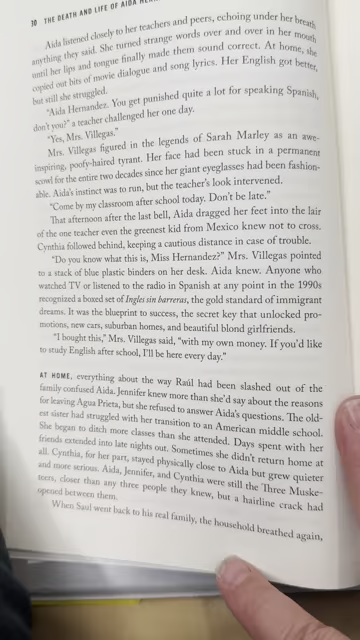 30 THE DEATH AND LIFE OF AIDA
Aida listened closely to her teachers and peers, echoing under her breath
anything they said. She turned strange words over and over in her mouth
until her lips and tongue finally made them sound correct. At home, she
copied out bits of movie dialogue and song lyrics. Her English got better,
but still she struggled.
"Aida Hernandez. You get punished quite a lot for speaking Spanish,
don't you?" a teacher challenged her one day.
"Yes, Mrs. Villegas."
Mrs. Villegas figured in the legends of Sarah Marley as an awe-
inspiring, poofy-haired tyrant. Her face had been stuck in a permanent
scowl for the entire two decades since her giant eyeglasses had been fashion-
able. Aida's instinct was to run, but the teacher's look intervened.
"Come by my classroom after school today. Don't be late."
That afternoon after the last bell, Aida dragged her feet into the lair
of the one teacher even the greenest kid from Mexico knew not to cross.
Cynthia followed behind, keeping a cautious distance in case of trouble.
"Do you know what this is, Miss Hernandez?" Mrs. Villegas pointed
to a stack of blue plastic binders on her desk. Aida knew. Anyone who
watched TV or listened to the radio in Spanish at any point in the 1990s
recognized a boxed set of Ingles sin barreras, the gold standard of immigrant
dreams. It was the blueprint to success, the secret key that unlocked pro-
motions, new cars, suburban homes, and beautiful blond girlfriends.
"I bought this," Mrs. Villegas said, "with my own money. If you'd like
to study English after school, I'll be here every day."
AT HOME, everything about the way Raúl had been slashed out of the
family confused Aida. Jennifer knew more than she'd say about the reasons
for leaving Agua Prieta, but she refused to answer Aida's questions. The old-
est sister had struggled with her transition to an American middle school.
She began to ditch more classes than she attended. Days spent with her
friends extended into late nights out. Sometimes she didn't return home at
all. Cynthia, for her part, stayed physically close to Aida but grew quieter
and more serious. Aida, Jennifer, and Cynthia were still the Three Muske-
teers, closer than any three people they knew, but a hairline crack had
opened between them.
When Saul went back to his real family, the household breathed again,